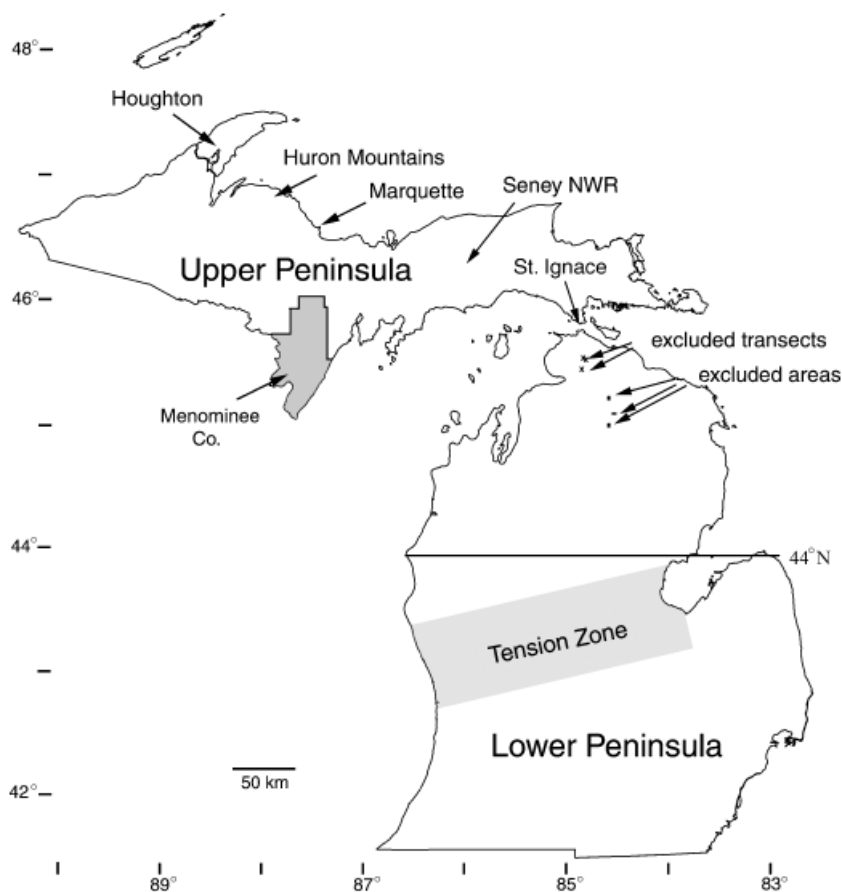 48°
Houghton
Huron Mountains
Marquette
Seney NWR
Upper Peninsula
St. Ignace
46°
excluded transects
excluded areas
Menominee
Co.
44°
44°N
Tension Zone
Lower Peninsula
50 km
42°
89°
87°
85°
83°